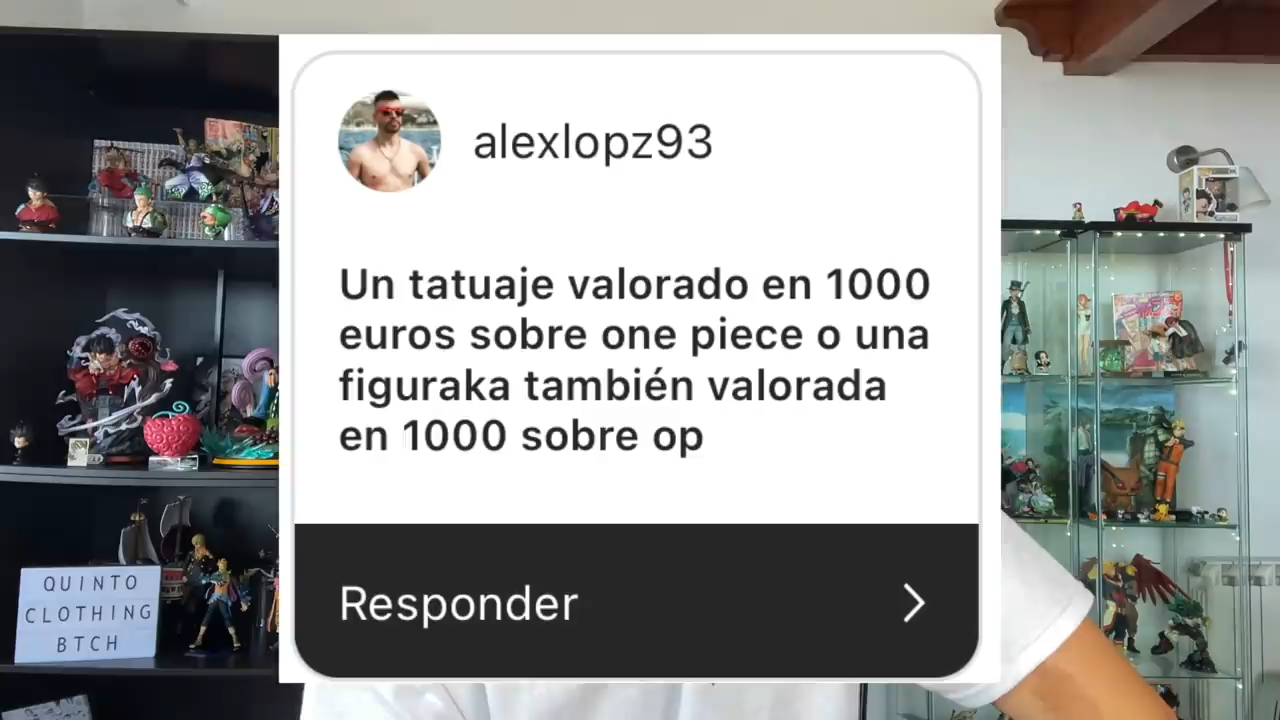 alexlopz93
Un tatuaje valorado en 1000
euros sobre one piece o una
figuraka también valorada
en 1000 sobre op
Responder
QUINTO
CLOTHING
BTCH